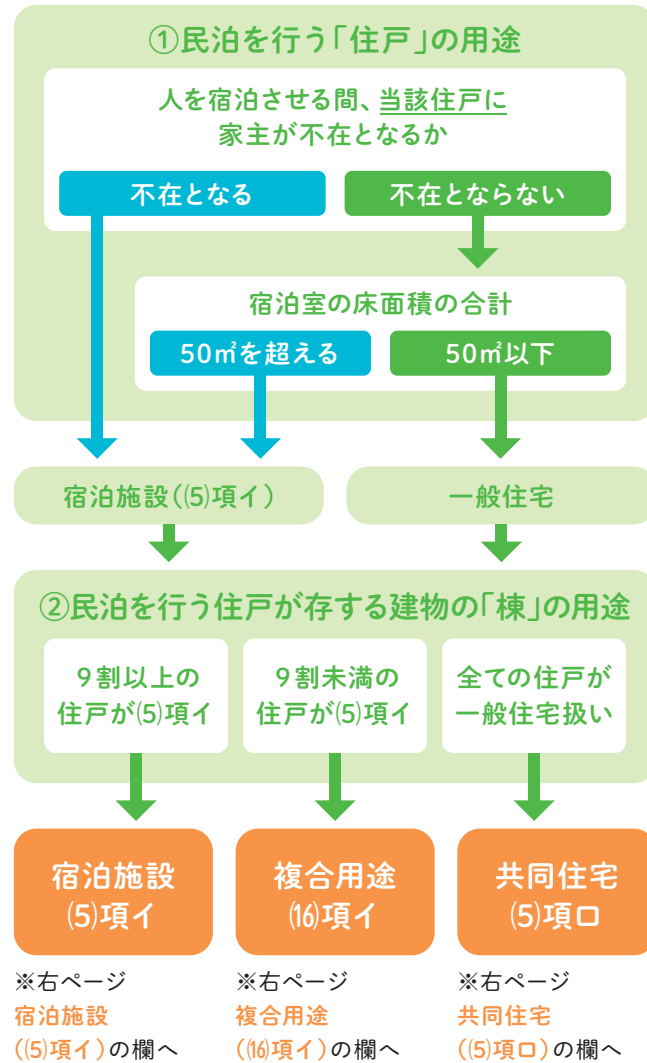 ①民泊を行う「住戸」の用途
人を宿泊させる間、当該住戸に
家主が不在となるか
不在となる
不在とならない
宿泊室の床面積の合計
50㎡を超える
50㎡以下
宿泊施設(⑸項イ)
一般住宅
②民泊を行う住戸が存する建物の「棟」の用途
9割以上の
住戸が⑸項イ
9割未満の
住戸が⑸項イ
全ての住戸が
一般住宅扱い
宿泊施設
⑸項イ
複合用途
⒃項イ
共同住宅
⑸項ロ
※右ページ
宿泊施設
(⑸項イ)の欄へ
※右ページ
複合用途
(⒃項イ)の欄へ
※右ページ
共同住宅
(⑸項ロ)の欄へ